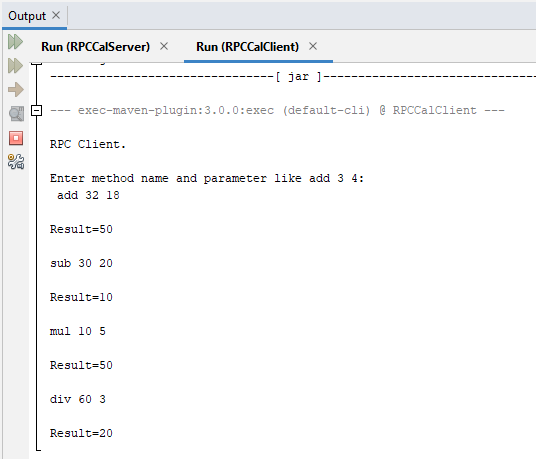 Output
Run (RPCCalServer) Run (RPCCalClient)
--------------------------------[ jar ]-------------------------------
--- exec-maven-plugin:3.0.0:exec (default-cli) @ RPCCalClient ---
RPC Client.
Enter method name and parameter like add 3 4:
add 32 18
Result=50
sub 30 20
Result=10
mul 10 5
Result=50
div 60 3
Result=20